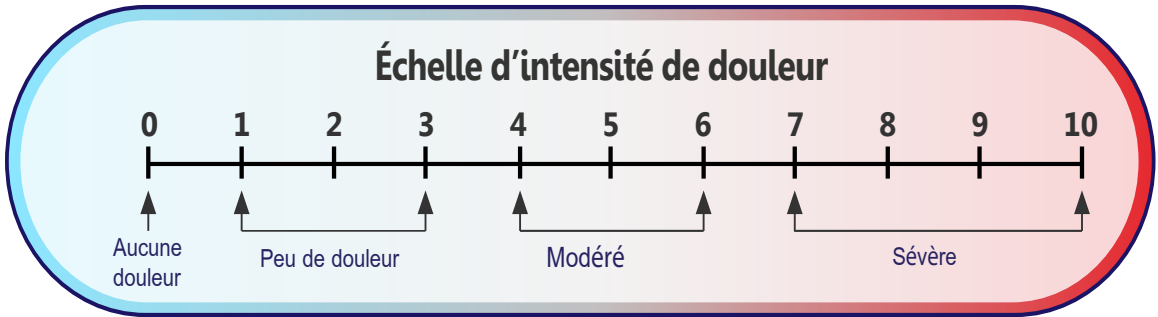 Échelle d’intensité de douleur
0 1 2 3 4 5 6 7 8 9 10
Aucune
douleur
Peu de douleur
Modéré
Sévère